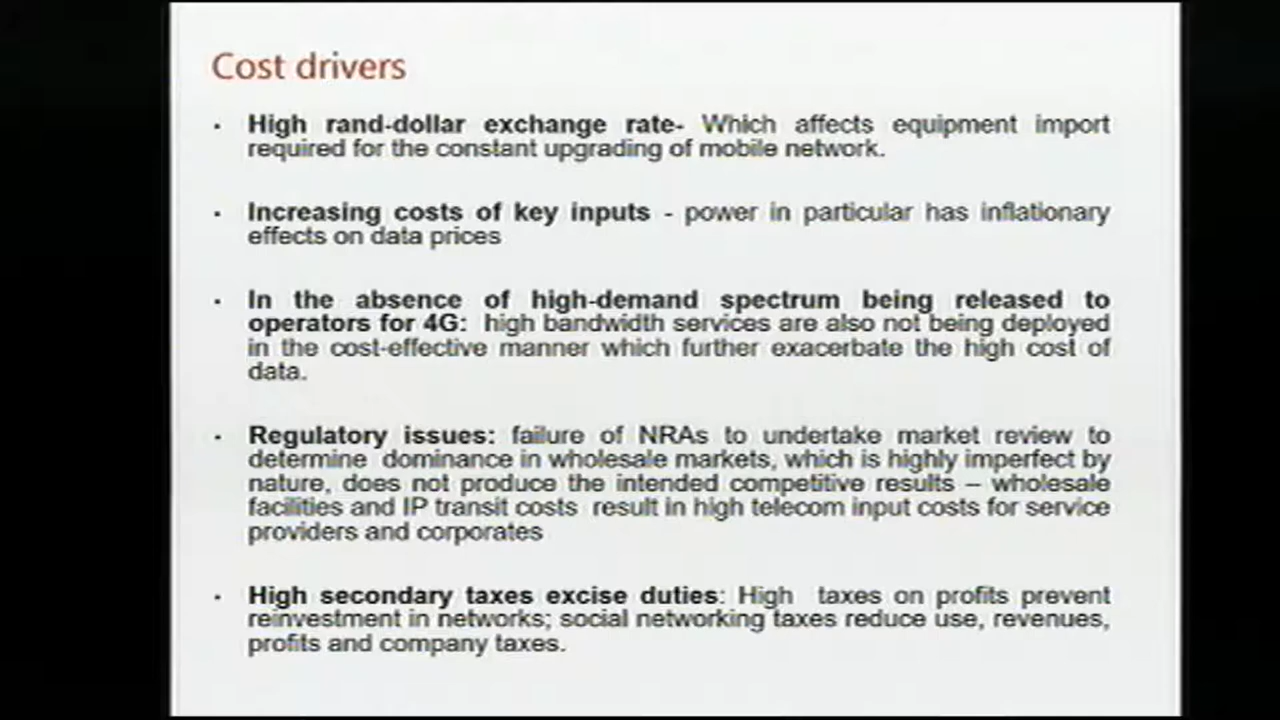 Cost drivers
· High rand-dollar exchange rate- Which affects equipment import
required for the constant upgrading of mobile network.
· Increasing costs of key inputs - power in particular has inflationary
effects on data prices
· In the absence of high-demand spectrum being released to
operators for 4G: high bandwidth services are also not being deployed
in the cost-effective manner which further exacerbate the high cost of
data.
· Regulatory issues: failure of NRAs to undertake market review to
determine dominance in wholesale markets, which is highly imperfect by
nature, does not produce the intended competitive results – wholesale
facilities and IP transit costs result in high telecom input costs for service
providers and corporates
· High secondary taxes excise duties: High taxes on profits prevent
reinvestment in networks; social networking taxes reduce use, revenues,
profits and company taxes.